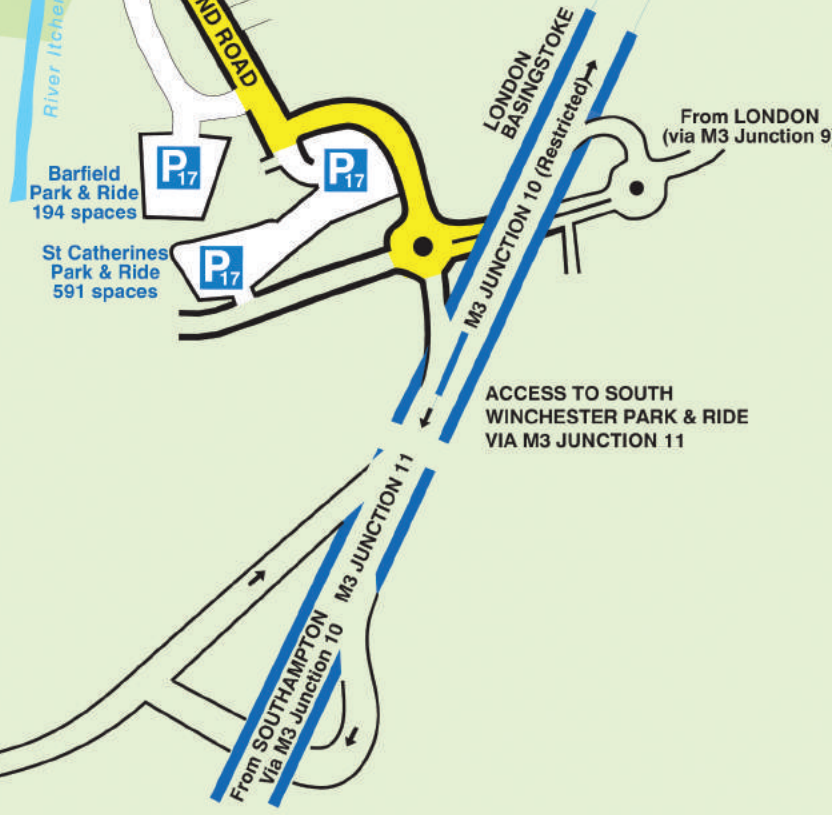 River Itchen
ND ROAD
LONDON
BASINGSTOKE
From LONDON
(via M3 Junction 9)
P17
Barfield
Park & Ride
194 spaces
P17
St Catherines
Park & Ride
591 spaces
P17
M3 JUNCTION 10 (Restricted)
ACCESS TO SOUTH
WINCHESTER PARK & RIDE
VIA M3 JUNCTION 11
M3 JUNCTION 11
From SOUTHAMPTON
Via M3 Junction 10